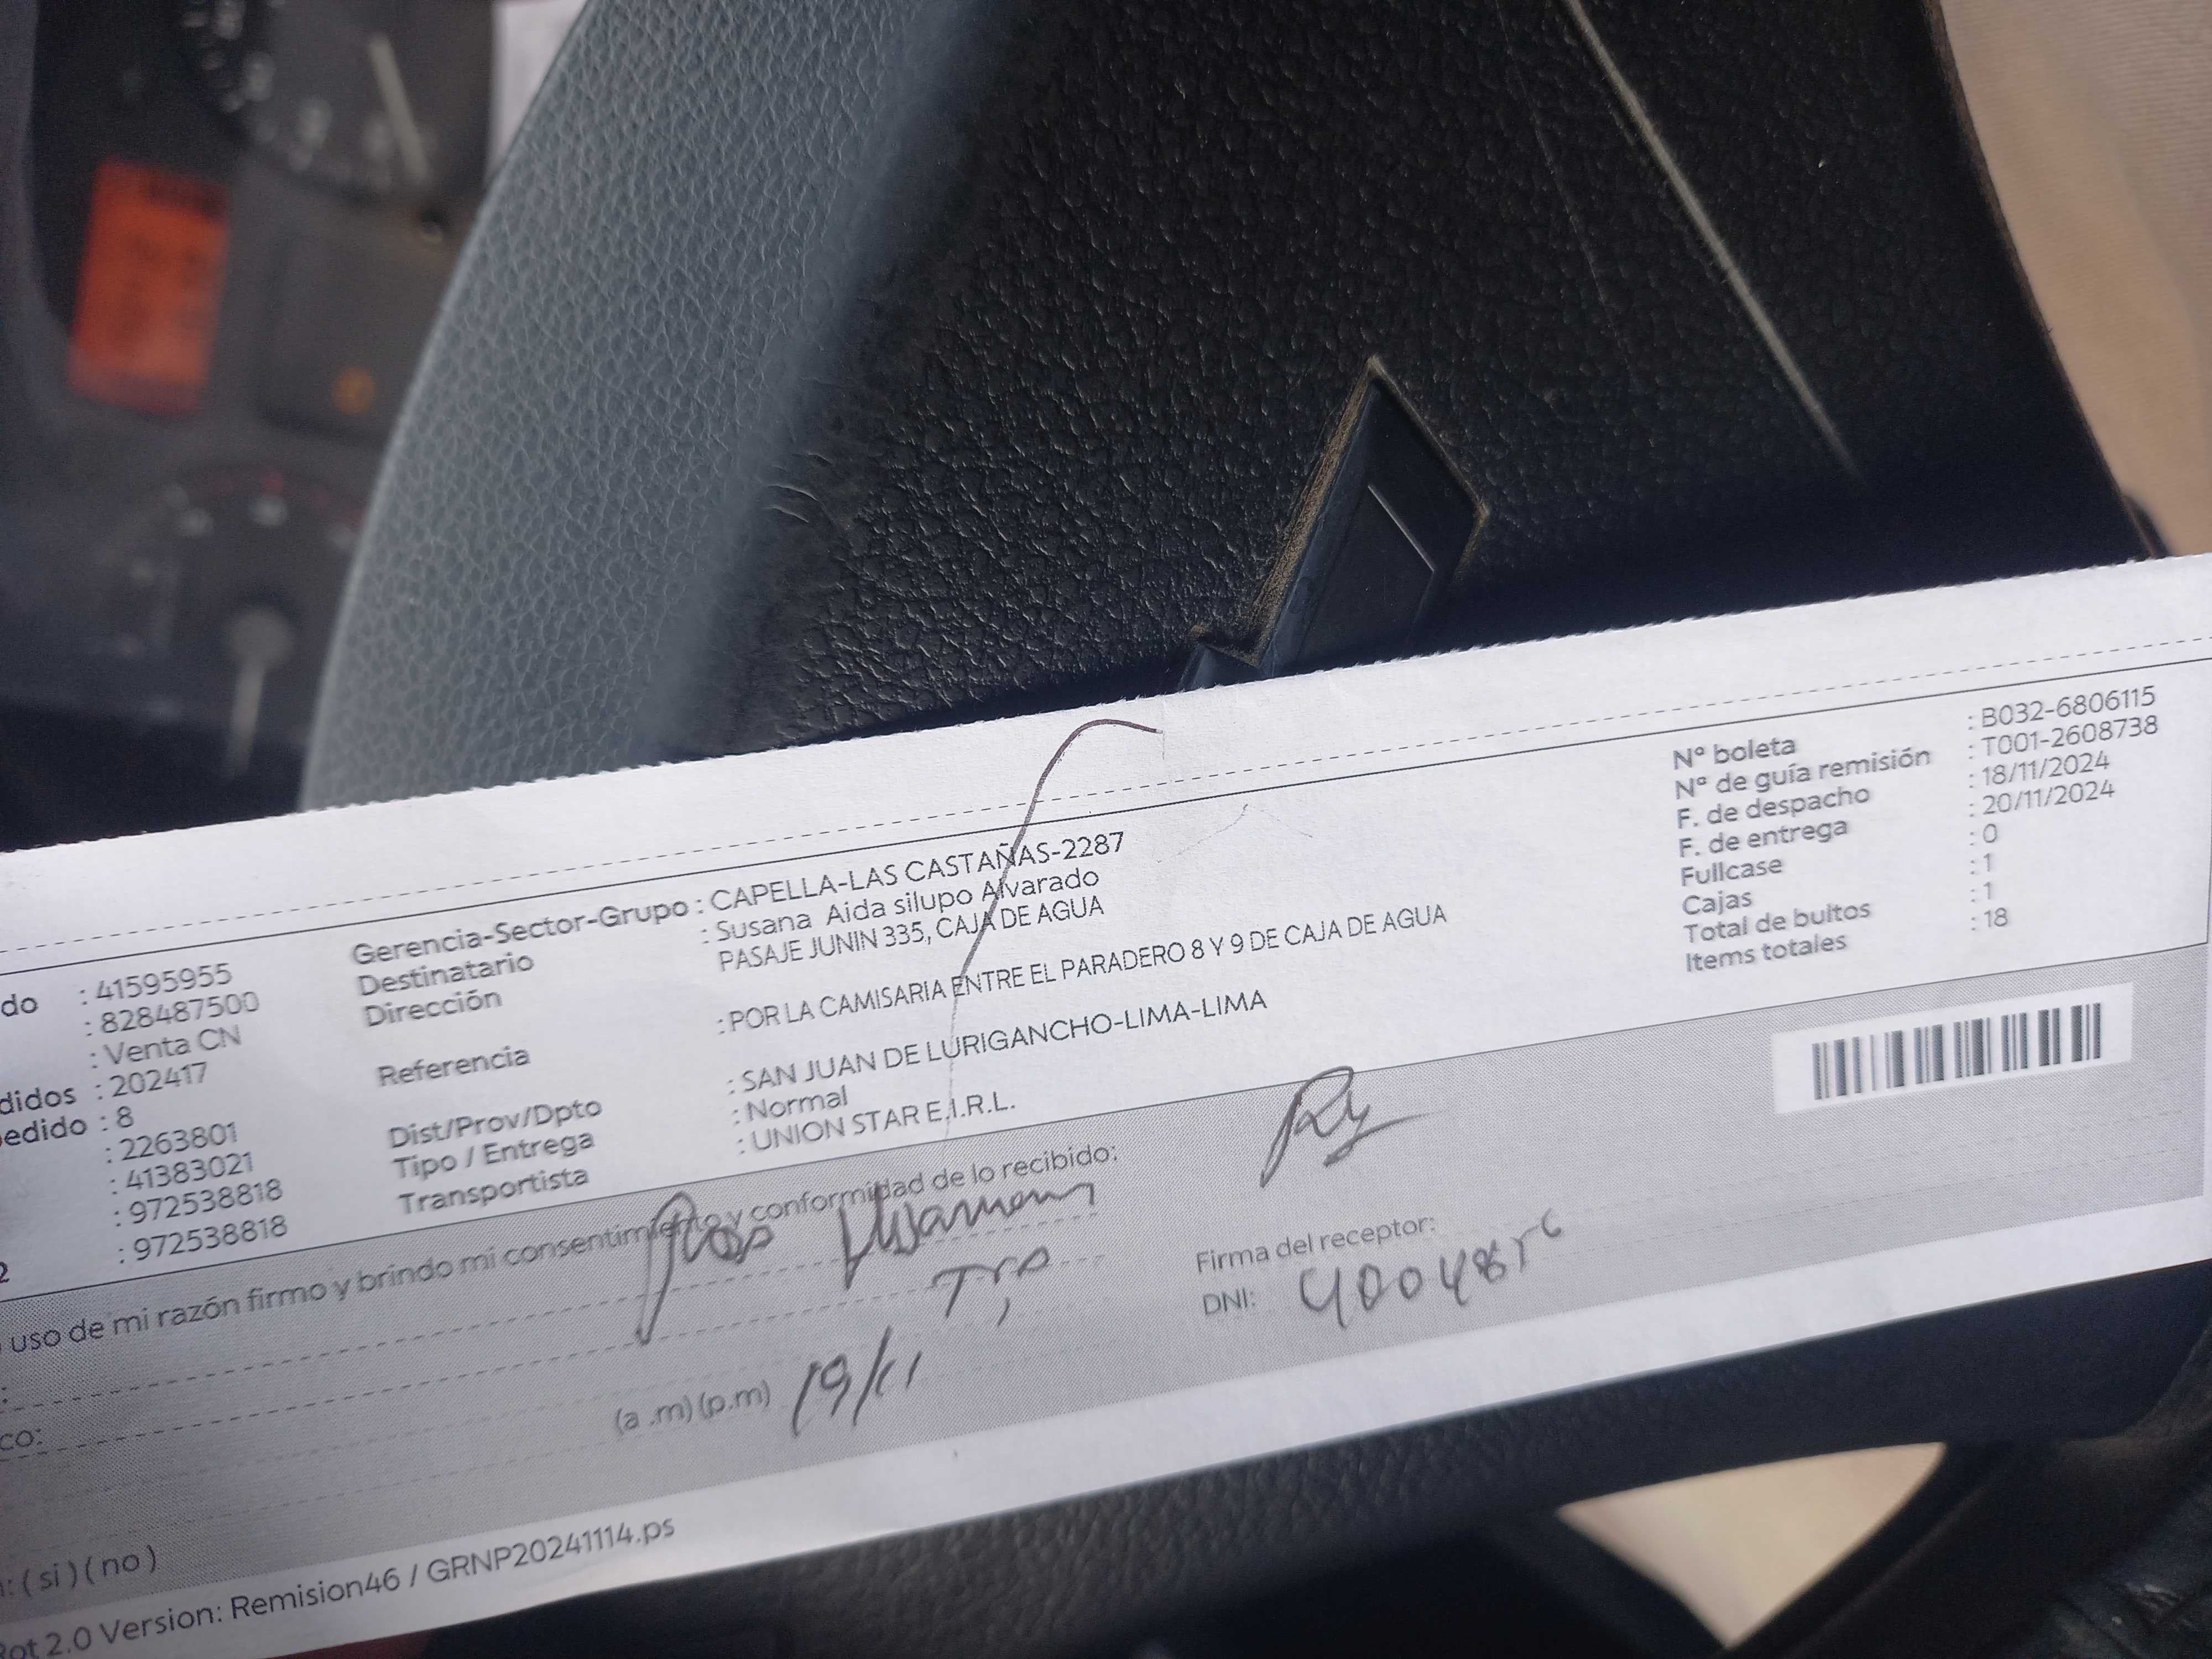 do : 41595955
: 828487500
: Venta CN
didos : 202417
edido : 8
: 2263801
: 41383021
: 972538818
2 : 972538818
Gerencia-Sector-Grupo : CAPELLA-LAS CASTAÑAS-2287
Destinatario : Susana Aida silupo Alvarado
Dirección PASAJE JUNIN 335, CAJA DE AGUA
Referencia : POR LA CAMISARIA ENTRE EL PARADERO 8 Y 9 DE CAJA DE AGUA
Dist/Prov/Dpto : SAN JUAN DE LURIGANCHO-LIMA-LIMA
Tipo / Entrega : Normal
Transportista : UNION STAR E.I.R.L.
N° boleta : B032-6806115
N° de guía remisión : T001-2608738
F. de despacho : 18/11/2024
F. de entrega : 20/11/2024
Fullcase : 0
Cajas : 1
Total de bultos : 1
Items totales : 18
uso de mi razón firmo y brindo mi consentimiento y conformidad de lo recibido:
Firma del receptor:
DNI:
co:
(a .m) (p.m) 19/11
: ( si ) ( no )
Rot 2.0 Version: Remision46 / GRNP20241114.ps